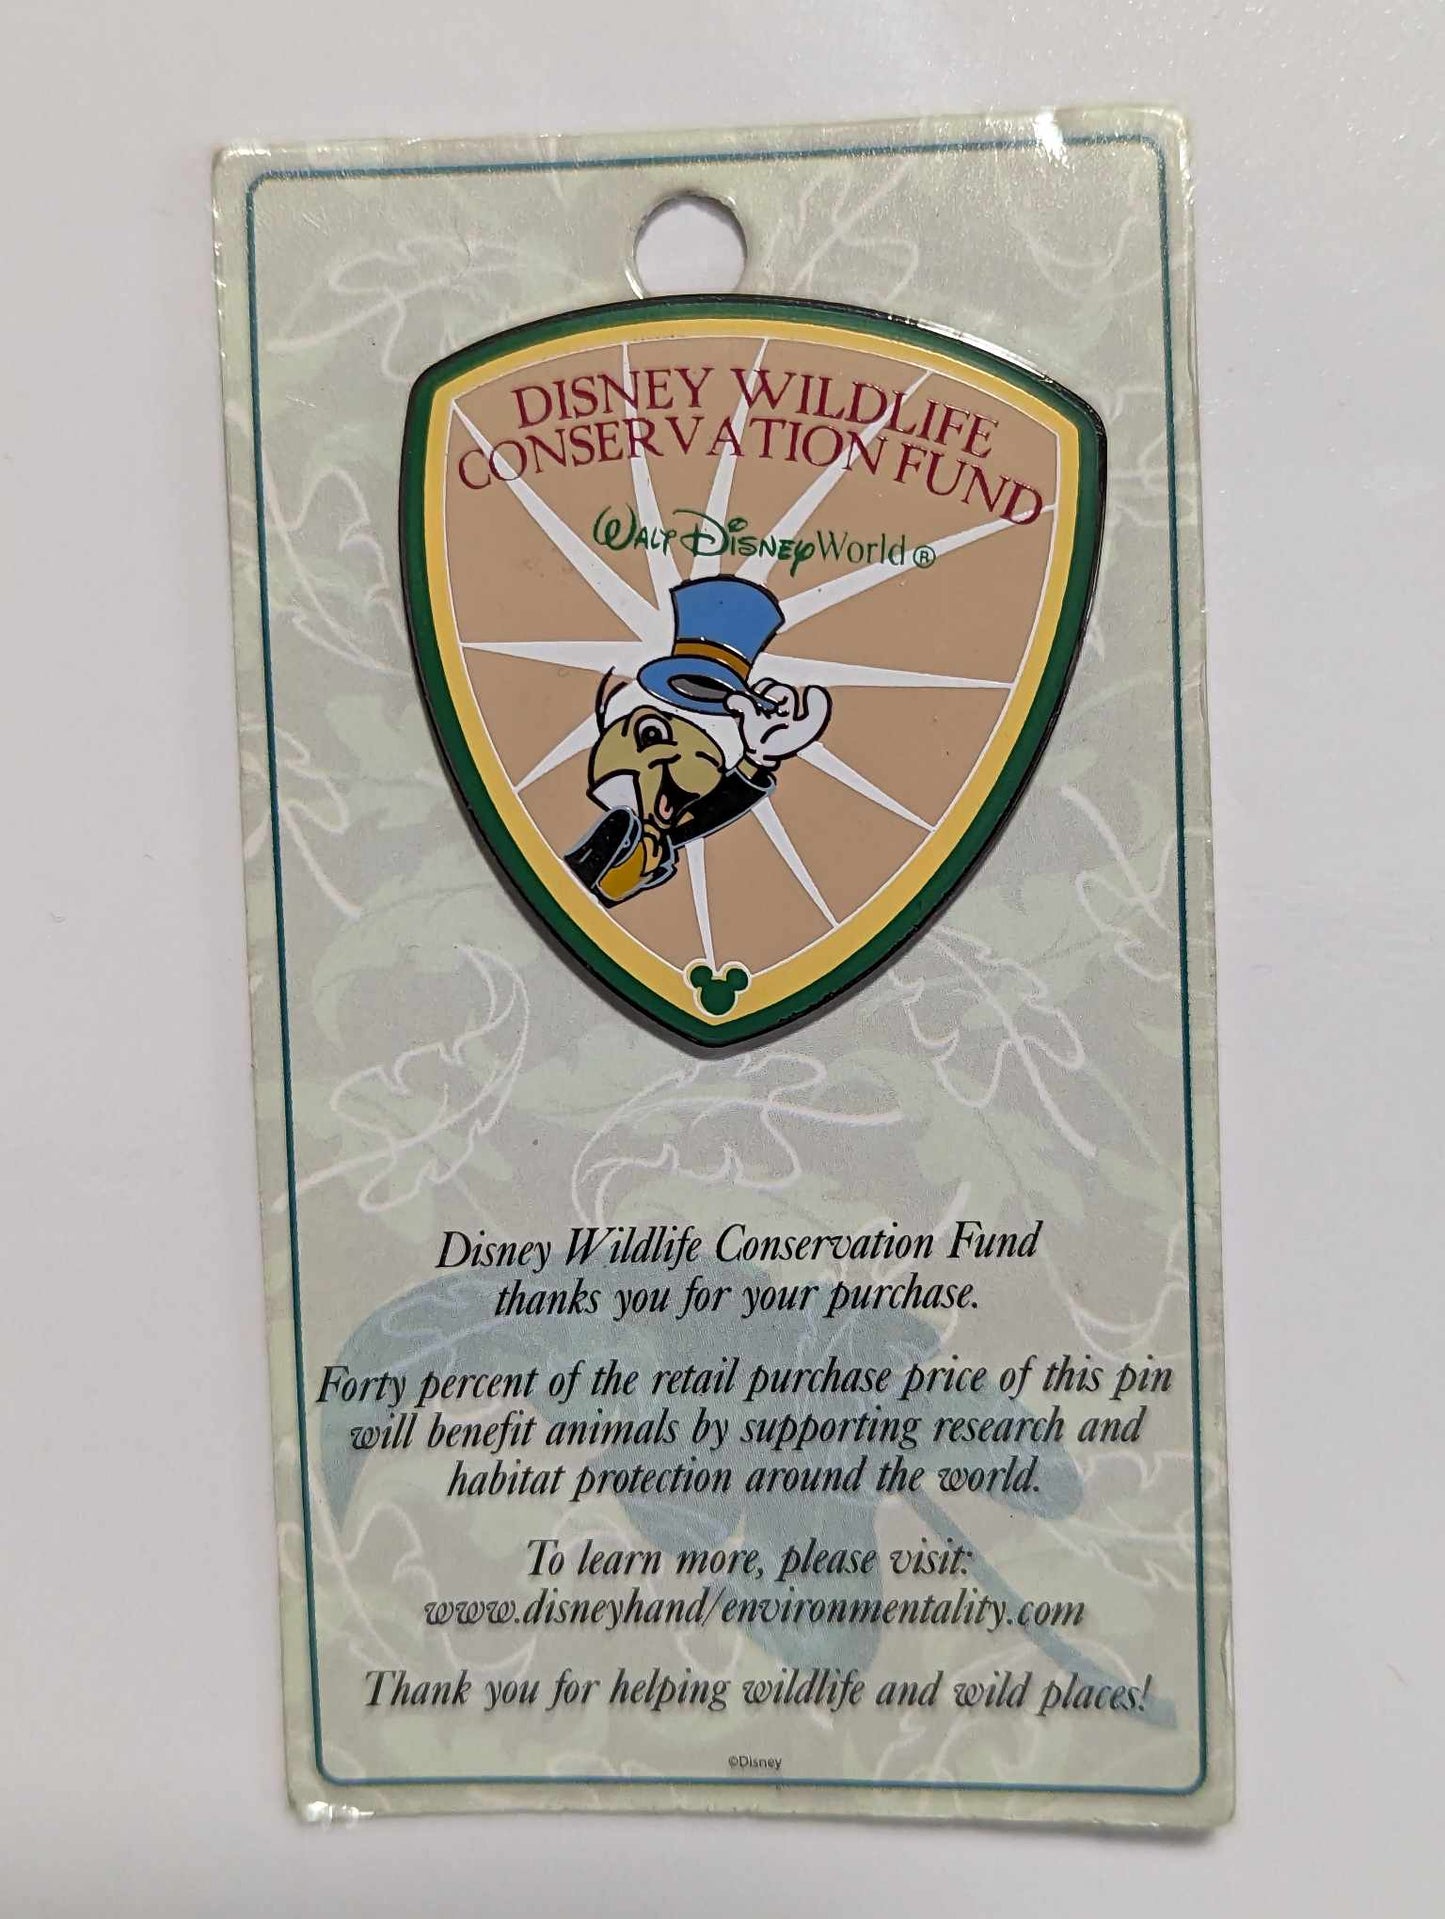 DISNEY WILDLIFE
CONSERVATION FUND
WALT DISNEY World ®
Disney Wildlife Conservation Fund
thanks you for your purchase.
Forty percent of the retail purchase price of this pin
will benefit animals by supporting research and
habitat protection around the world.
To learn more, please visit:
www.disneyhand/environmentality.com
Thank you for helping wildlife and wild places!
©Disney